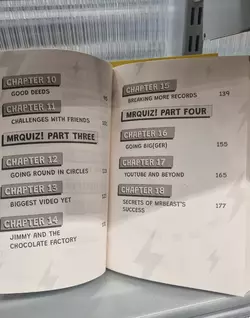 CHAPTER 10
GOOD DEEDS
CHAPTER 11
CHALLENGES WITH FRIENDS
MRQUIZ! PART THREE
CHAPTER 12
GOING ROUND IN CIRCLES
CHAPTER 13
BIGGEST VIDEO YET
CHAPTER 14
JIMMY AND THE
CHOCOLATE FACTORY
CHAPTER 15
BREAKING MORE RECORDS 139
MRQUIZ! PART FOUR
CHAPTER 16
GOING BIG(GER) 155
CHAPTER 17
YOUTUBE AND BEYOND 165
CHAPTER 18
SECRETS OF MRBEAST'S
SUCCESS 177